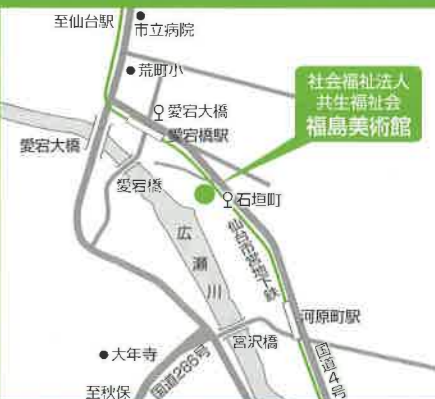 至仙台駅
市立病院
荒町小
社会福祉法人
共生福祉会
福島美術館
愛宕大橋
愛宕橋駅
愛宕大橋
愛宕橋
石垣町
仙台市営地下鉄
広瀬川
河原町駅
宮沢橋
大年寺
国道286号
国道4号
至秋保